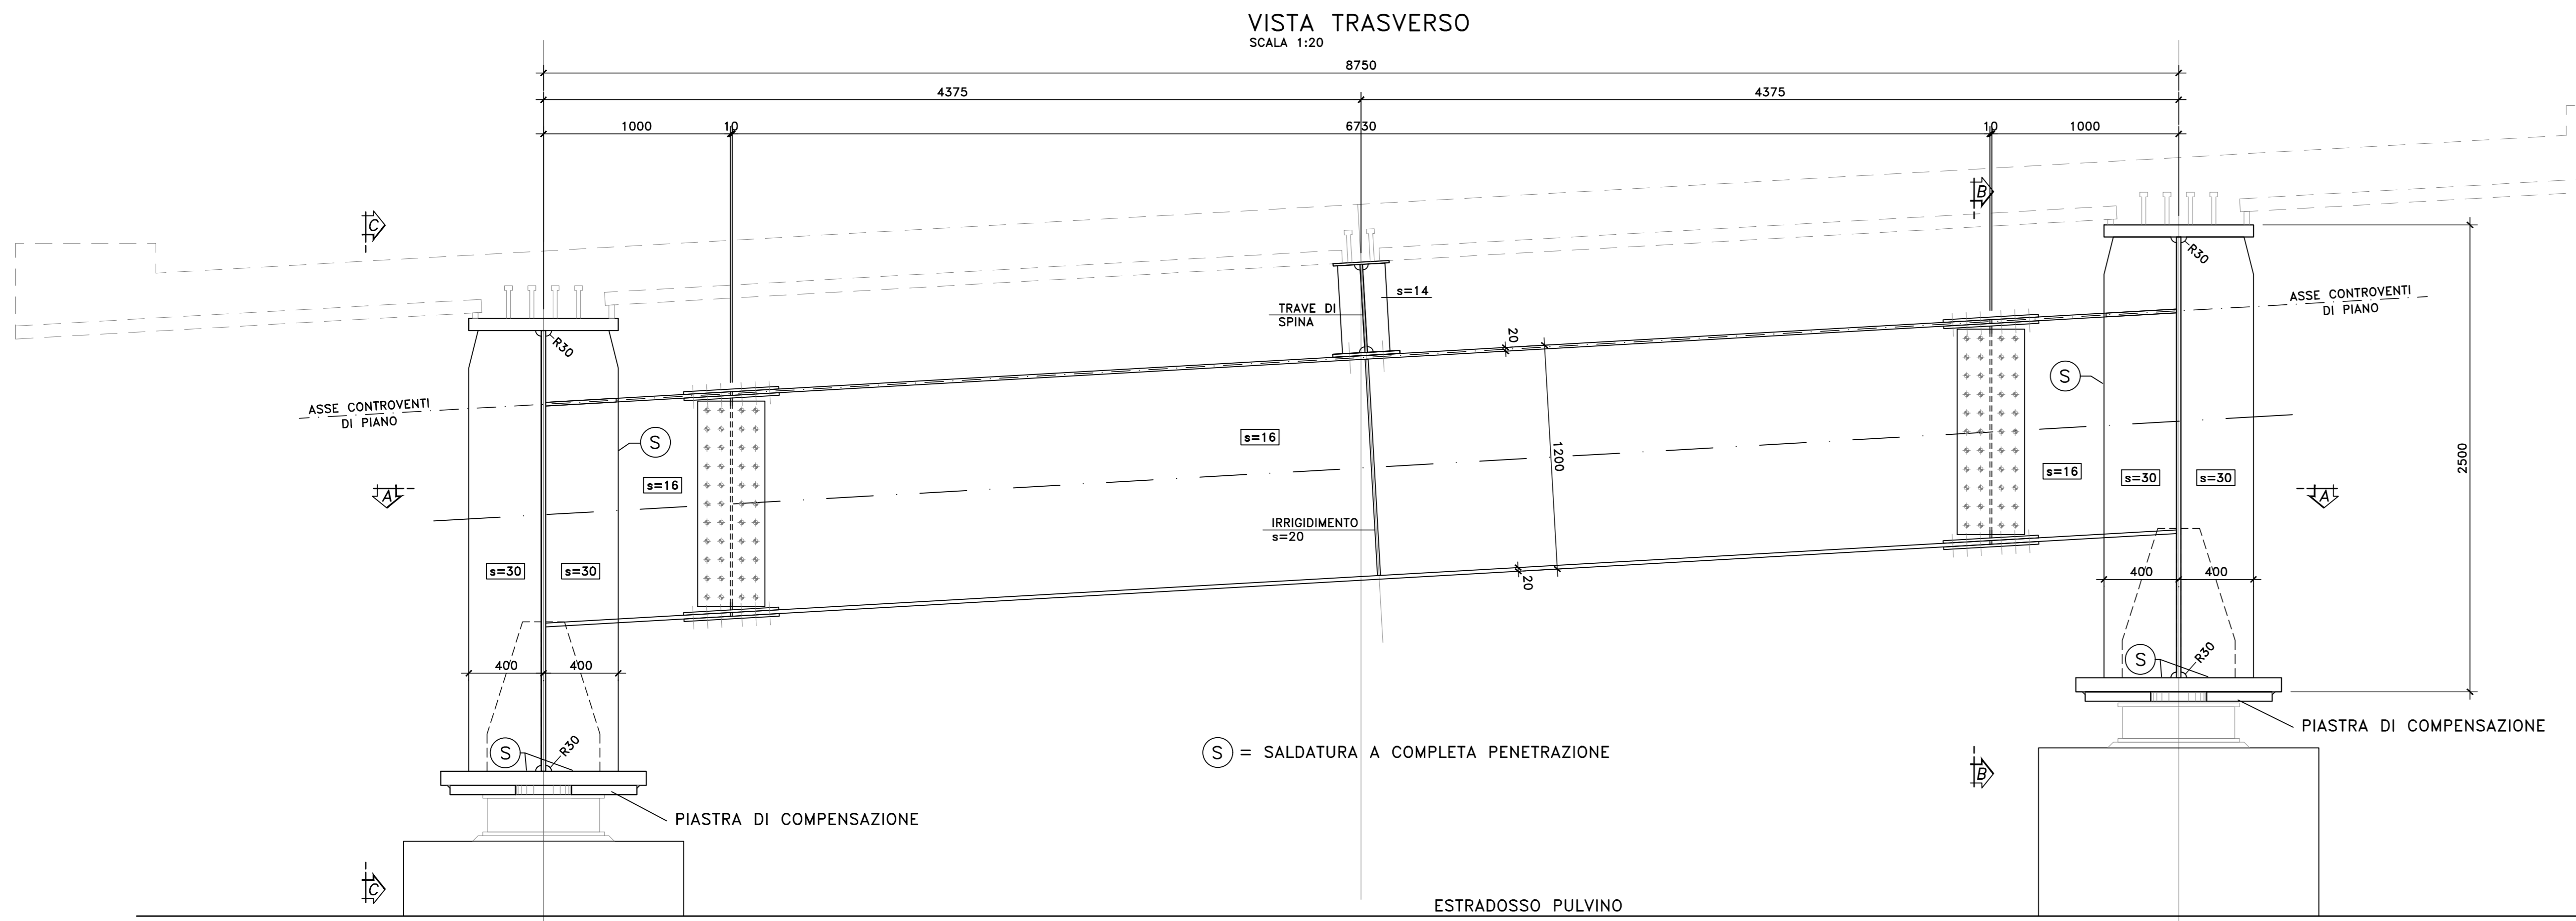 VISTA TRASVERSO
SCALA 1:20
8750
4375
4375
1000
10
6730
10
1000
C
B
R30
s=14
TRAVE DI
SPINA
ASSE CONTROVENTI
DI PIANO
20
R30
S
ASSE CONTROVENTI
DI PIANO
S
s=16
1200
2500
s=16
s=16
s=30
s=30
A
A
IRRIGIDIMENTO
s=20
s=30
s=30
20
400
400
400
400
S
R30
PIASTRA DI COMPENSAZIONE
S
R30
S = SALDATURA A COMPLETA PENETRAZIONE
B
PIASTRA DI COMPENSAZIONE
C
ESTRADOSSO PULVINO